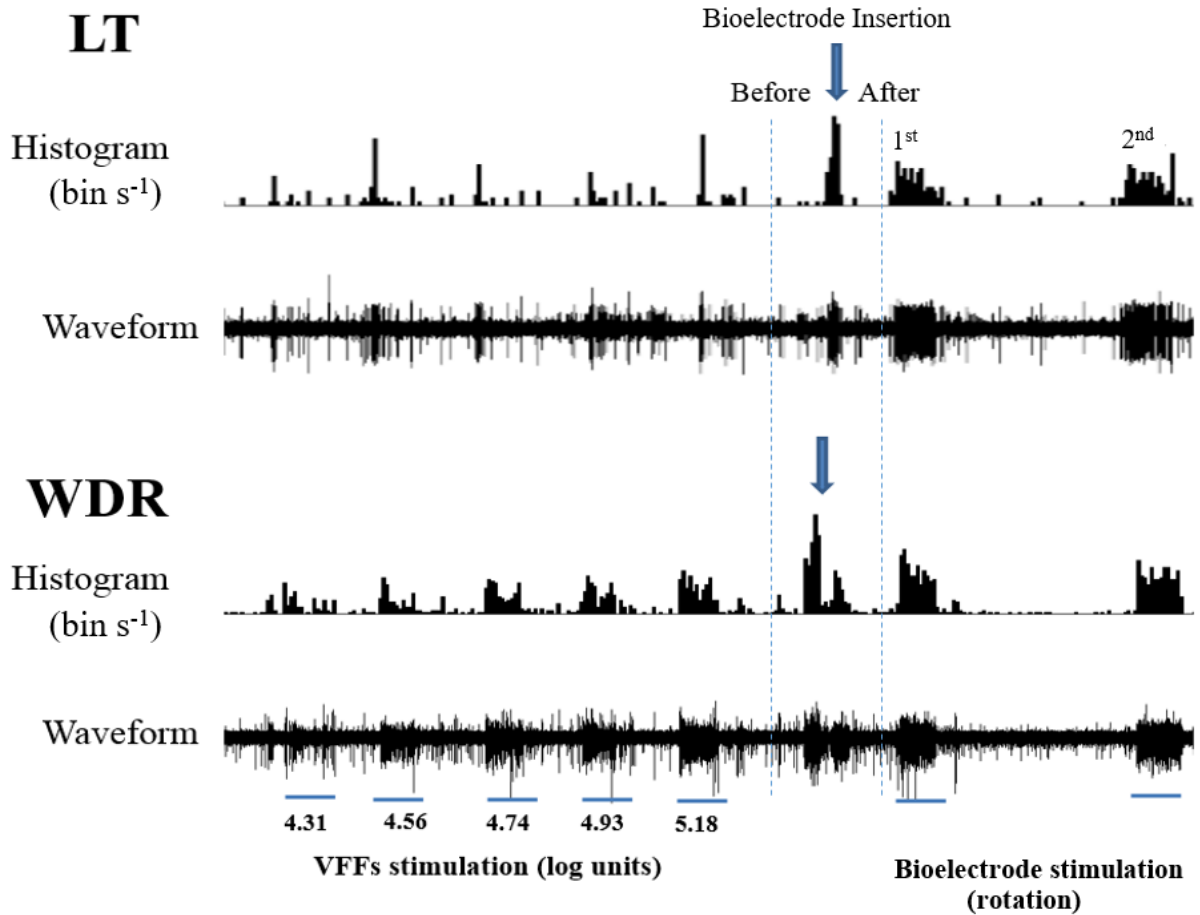 LT
Bioelectrode Insertion
Before
After
Histogram
(bin s-1)
1st
2nd
Waveform
WDR
Histogram
(bin s-1)
Waveform
4.31 4.56 4.74 4.93 5.18
VFFs stimulation (log units)
Bioelectrode stimulation
(rotation)